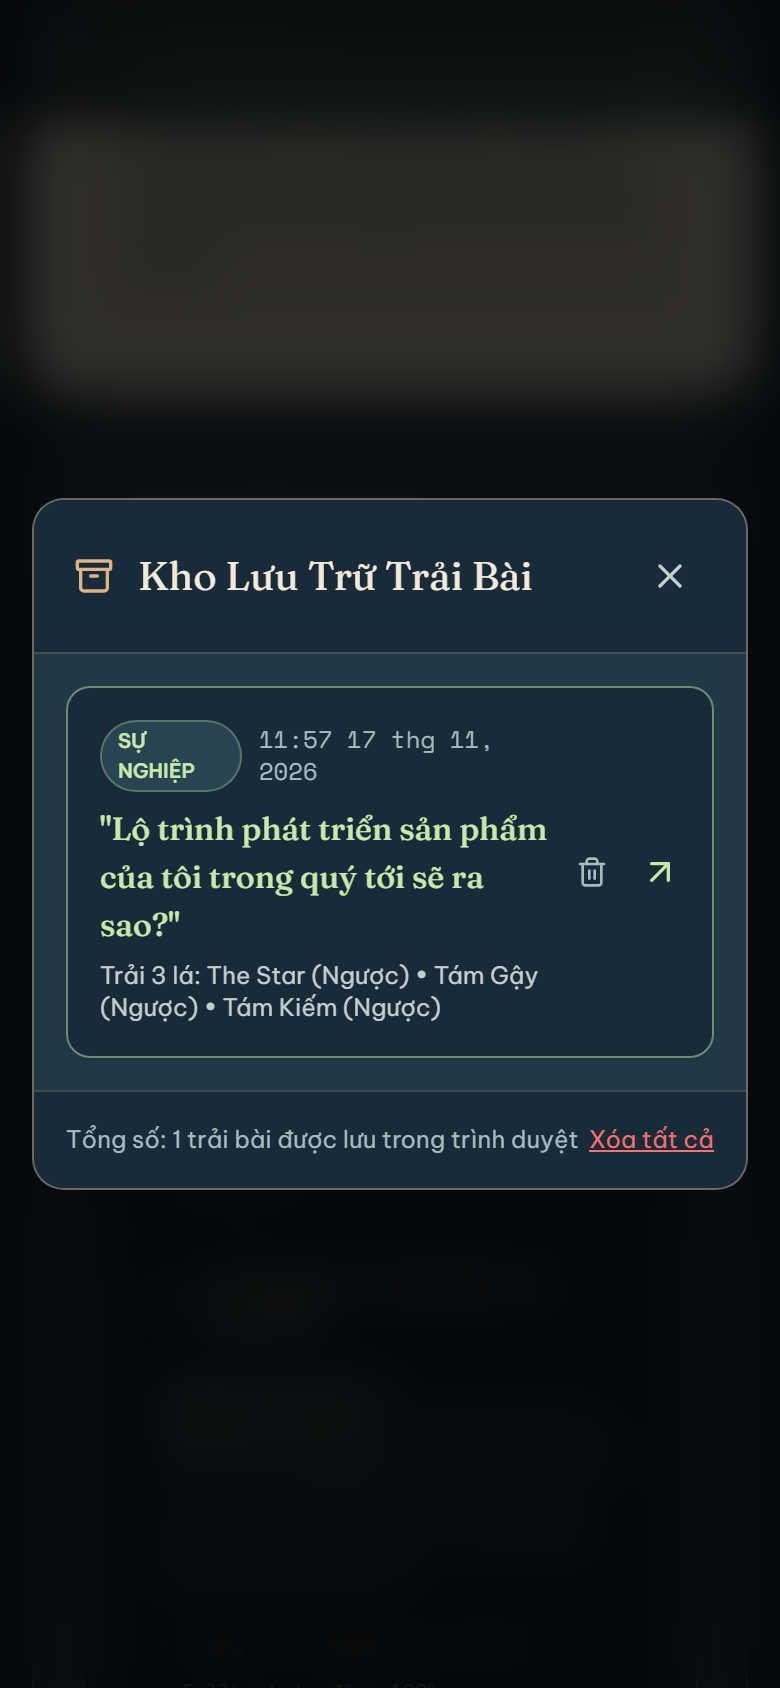 Kho Lưu Trữ Trải Bài
SỰ
NGHIỆP
11:57 17 thg 11,
2026
"Lộ trình phát triển sản phẩm
của tôi trong quý tới sẽ ra
sao?"
Trải 3 lá: The Star (Ngược) • Tám Gậy
(Ngược) • Tám Kiếm (Ngược)
Tổng số: 1 trải bài được lưu trong trình duyệt Xóa tất cả